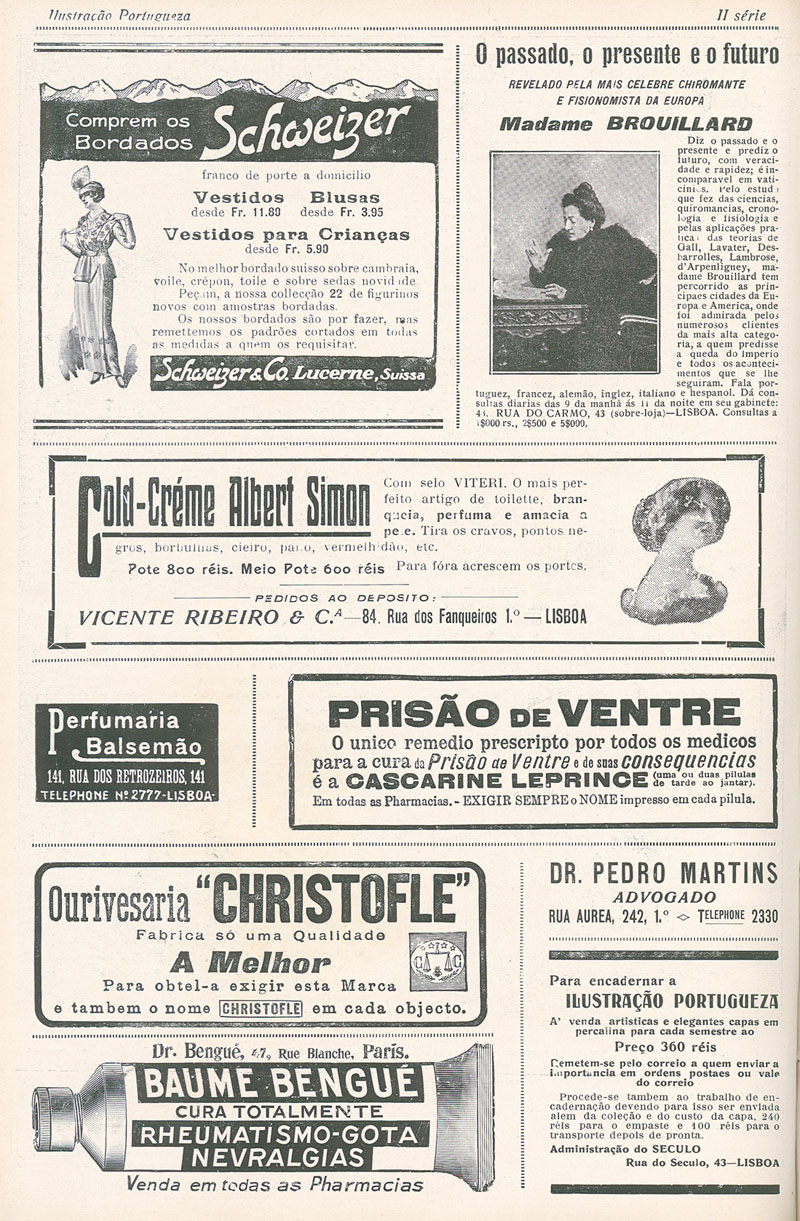 Ilustracão Portugueza
II série
Comprem os
Bordados
Schweizer
franco de porte a domicilio
Vestidos Blusas
desde Fr. 11.80 desde Fr. 3.95
Vestidos para Crianças
desde Fr. 5.90
No melhor bordado suisso sobre cambraia,
voile, crêpon, toile e sobre sedas novidade.
Peçam, a nossa collecção 22 de figurinos
novos com amostras bordadas.
Os nossos bordados são por fazer, mas
remettemos os padrões cortados em todas
as medidas a quem os requisitar.
Schweizer & Co. Lucerne, Suissa
O passado, o presente e o futuro
REVELADO PELA MAIS CELEBRE CHIROMANTE
E FISIONOMISTA DA EUROPA
Madame BROUILLARD
Diz o passado e o
presente e prediz o
futuro, com veraci-
dade e rapidez; é in-
comparavel em vati-
cinios. Pelo estudo
que fez das ciencias,
quiromancias, crono-
logia e fisiologia e
pelas aplicações pra-
ticas das teorias de
Gall, Lavater, Des-
barrolles, Lambrose,
d'Arpenligney, ma-
dame Brouillard tem
percorrido as prin-
cipaes cidades da Eu-
ropa e America, onde
foi admirada pelos
numerosos clientes
da mais alta catego-
ria, a quem predisse
a queda do Imperio
e todos os aconteci-
mentos que se lhe
seguiram. Fala por-
tuguez, francez, alemão, inglez, italiano e hespanol. Dá con-
sultas diarias das 9 da manhã ás 11 da noite em seu gabinete:
43, RUA DO CARMO, 43 (sobre-loja)—LISBOA. Consultas a
1$000 rs., 2$500 e 5$000.
Cold-Créme Albert Simon
Com selo VITERI. O mais per-
feito artigo de toilette, bran-
queia, perfuma e amacia a
pele. Tira os cravos, pontos ne-
gros, borbulhas, cieiro, pano, vermelhidão, etc.
Pote 800 réis. Meio Pote 600 réis Para fóra acrescem os portes.
PEDIDOS AO DEPOSITO:
VICENTE RIBEIRO & C.ª—84, Rua dos Fanqueiros 1.º—LISBOA
Perfumaria
Balsemão
141, RUA DOS RETROZEIROS, 141
TELEPHONE Nº 2777-LISBOA-
PRISÃO DE VENTRE
O unico remedio prescripto por todos os medicos
para a cura da Prisão de Ventre e de suas consequencias
é a CASCARINE LEPRINCE (uma ou duas pilulas
de tarde ao jantar).
Em todas as Pharmacias. - EXIGIR SEMPRE o NOME impresso em cada pilula.
Ourivesaria "CHRISTOFLE"
Fabrica só uma Qualidade
A Melhor
Para obtel-a exigir esta Marca
e tambem o nome CHRISTOFLE em cada objecto.
C C
DR. PEDRO MARTINS
ADVOGADO
RUA AUREA, 242, 1.º TELEPHONE 2330
Para encadernar a
ILUSTRAÇÃO PORTUGUEZA
A' venda artisticas e elegantes capas em
percalina para cada semestre ao
Preço 360 réis
Remetem-se pelo correio a quem enviar a
importancia em ordens postaes ou vale
do correio
Procede-se tambem ao trabalho de en-
cadernação devendo para isso ser enviada
alem da coleção e do custo da capa, 240
réis para o empaste e 100 réis para o
transporte depois de pronta.
Administração do SECULO
Rua do Seculo, 43—LISBOA
Dr. Bengué, 47, Rue Blanche, Paris.
BAUME BENGUÉ
CURA TOTALMENTE
RHEUMATISMO-GOTA
NEVRALGIAS
Venda em todas as Pharmacias